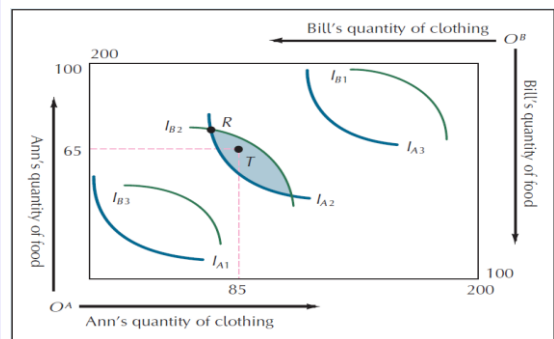 Bill's quantity of clothing
O^B
200
100
I_B1
I_B2
R
65
T
I_A3
I_B3
I_A2
I_A1
100
85
200
O^A
Ann's quantity of clothing
Ann's quantity of food
Bill's quantity of food